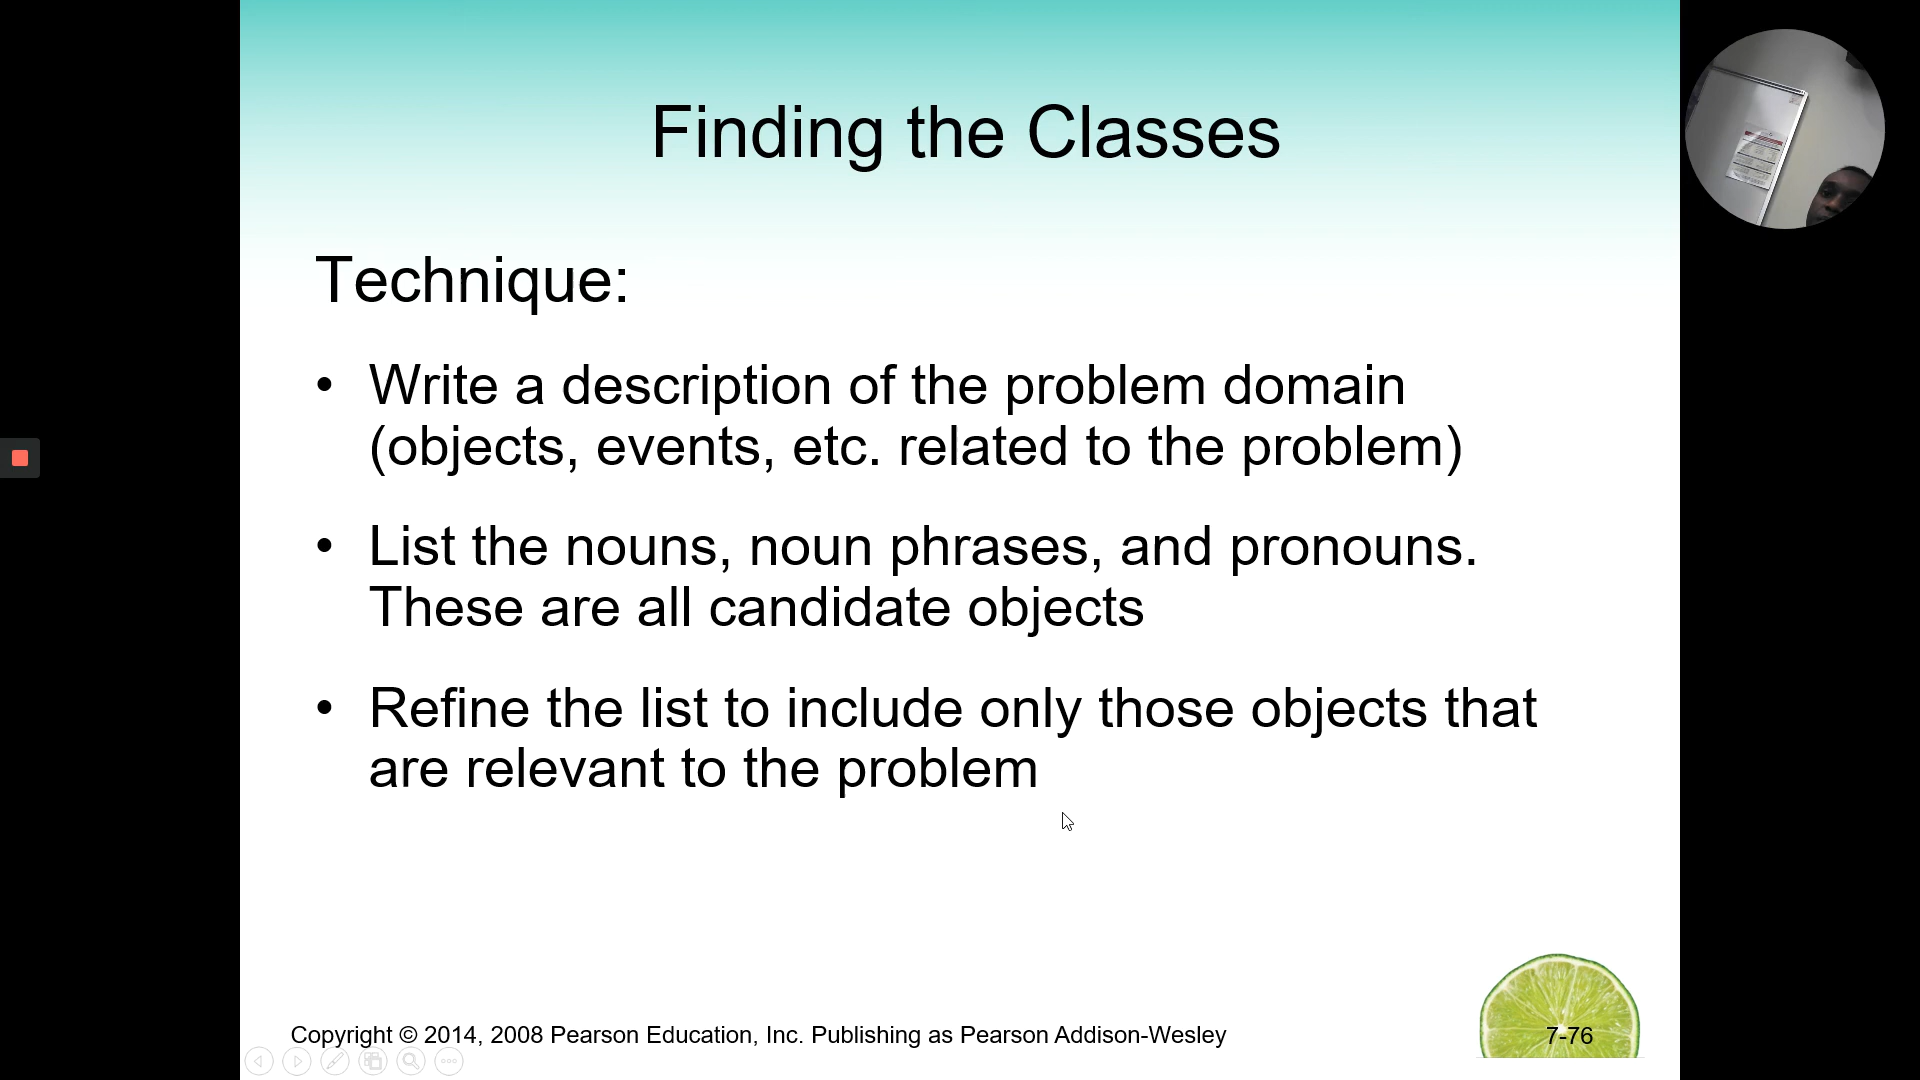 Finding the Classes
Technique:
• Write a description of the problem domain
(objects, events, etc. related to the problem)
• List the nouns, noun phrases, and pronouns.
These are all candidate objects
• Refine the list to include only those objects that
are relevant to the problem
Copyright © 2014, 2008 Pearson Education, Inc. Publishing as Pearson Addison-Wesley
7-76